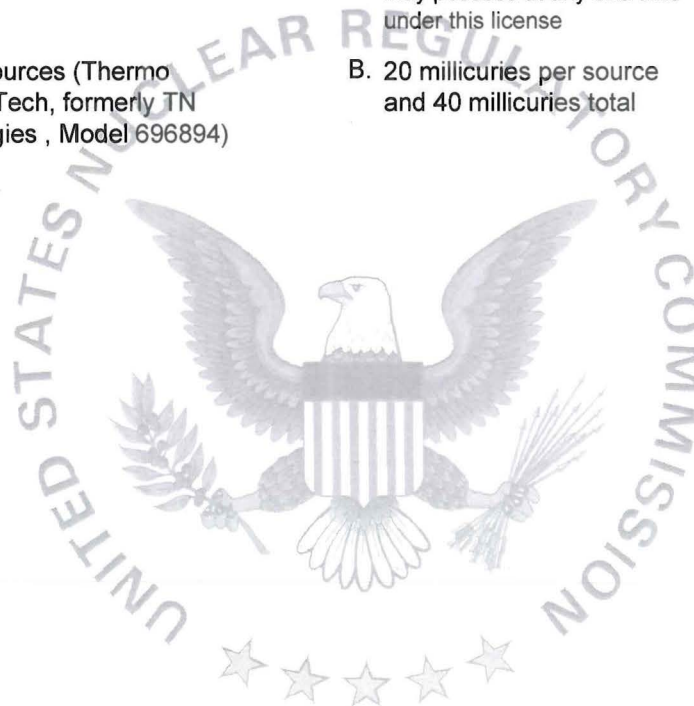 under this license
ources (Thermo
Tech, formerly TN
gies , Model 696894)
B. 20 millicuries per source
and 40 millicuries total
UNITED STATES NUCLEAR REGULATORY COMMISSION